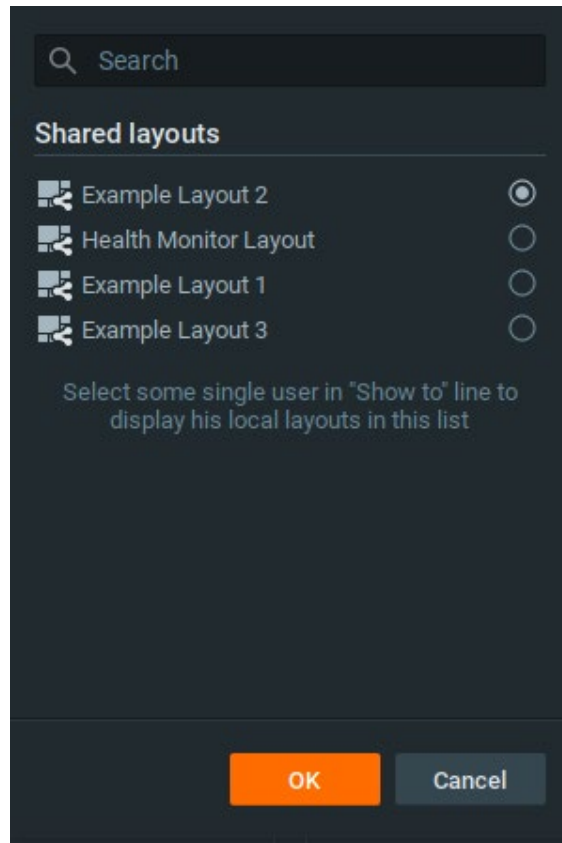 Search
Shared layouts
Example Layout 2
Health Monitor Layout
Example Layout 1
Example Layout 3
Select some single user in "Show to" line to
display his local layouts in this list
OK
Cancel